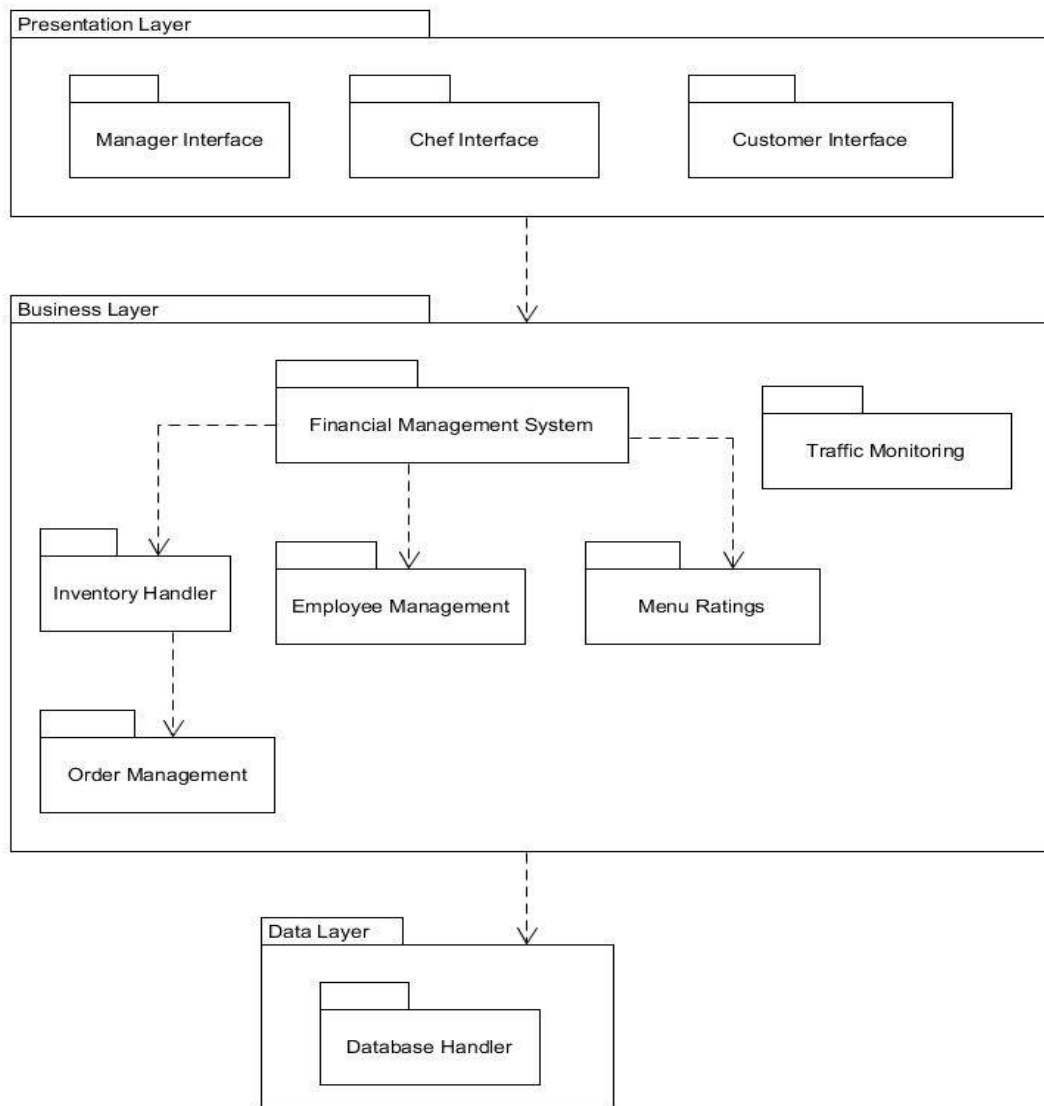 Presentation Layer
Manager Interface
Chef Interface
Customer Interface
Business Layer
Financial Management System
Traffic Monitoring
Inventory Handler
Employee Management
Menu Ratings
Order Management
Data Layer
Database Handler